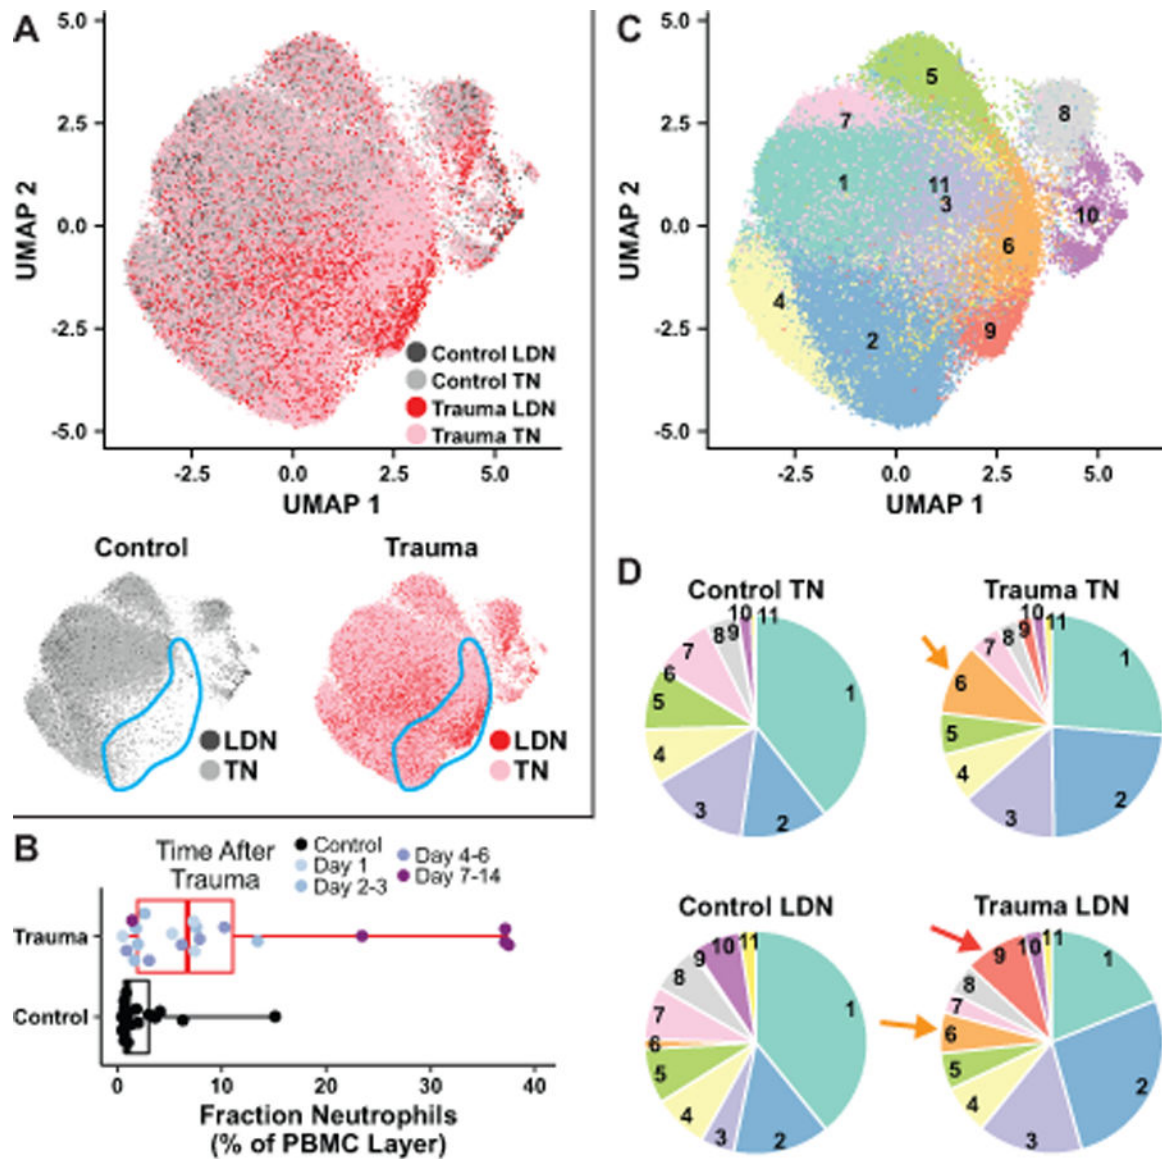 A
5.0
2.5
0.0
-2.5
-5.0
UMAP 2
Control LDN
Control TN
Trauma LDN
Trauma TN
-2.5 0.0 2.5 5.0
UMAP 1
Control
LDN
TN
Trauma
LDN
TN
B
Time After
Trauma
Control
Day 1
Day 2-3
Day 4-6
Day 7-14
Trauma
Control
0 10 20 30 40
Fraction Neutrophils
(% of PBMC Layer)
C
5.0
2.5
0.0
-2.5
-5.0
UMAP 2
5
8
7
1
11
3
10
6
4
2
9
-2.5 0.0 2.5 5.0
UMAP 1
D
Control TN
1
2
3
4
5
6
7
8
9
10
11
Trauma TN
1
2
3
4
5
6
7
8
9
10
11
Control LDN
1
2
3
4
5
6
7
8
9
10
11
Trauma LDN
1
2
3
4
5
6
7
8
9
10
11